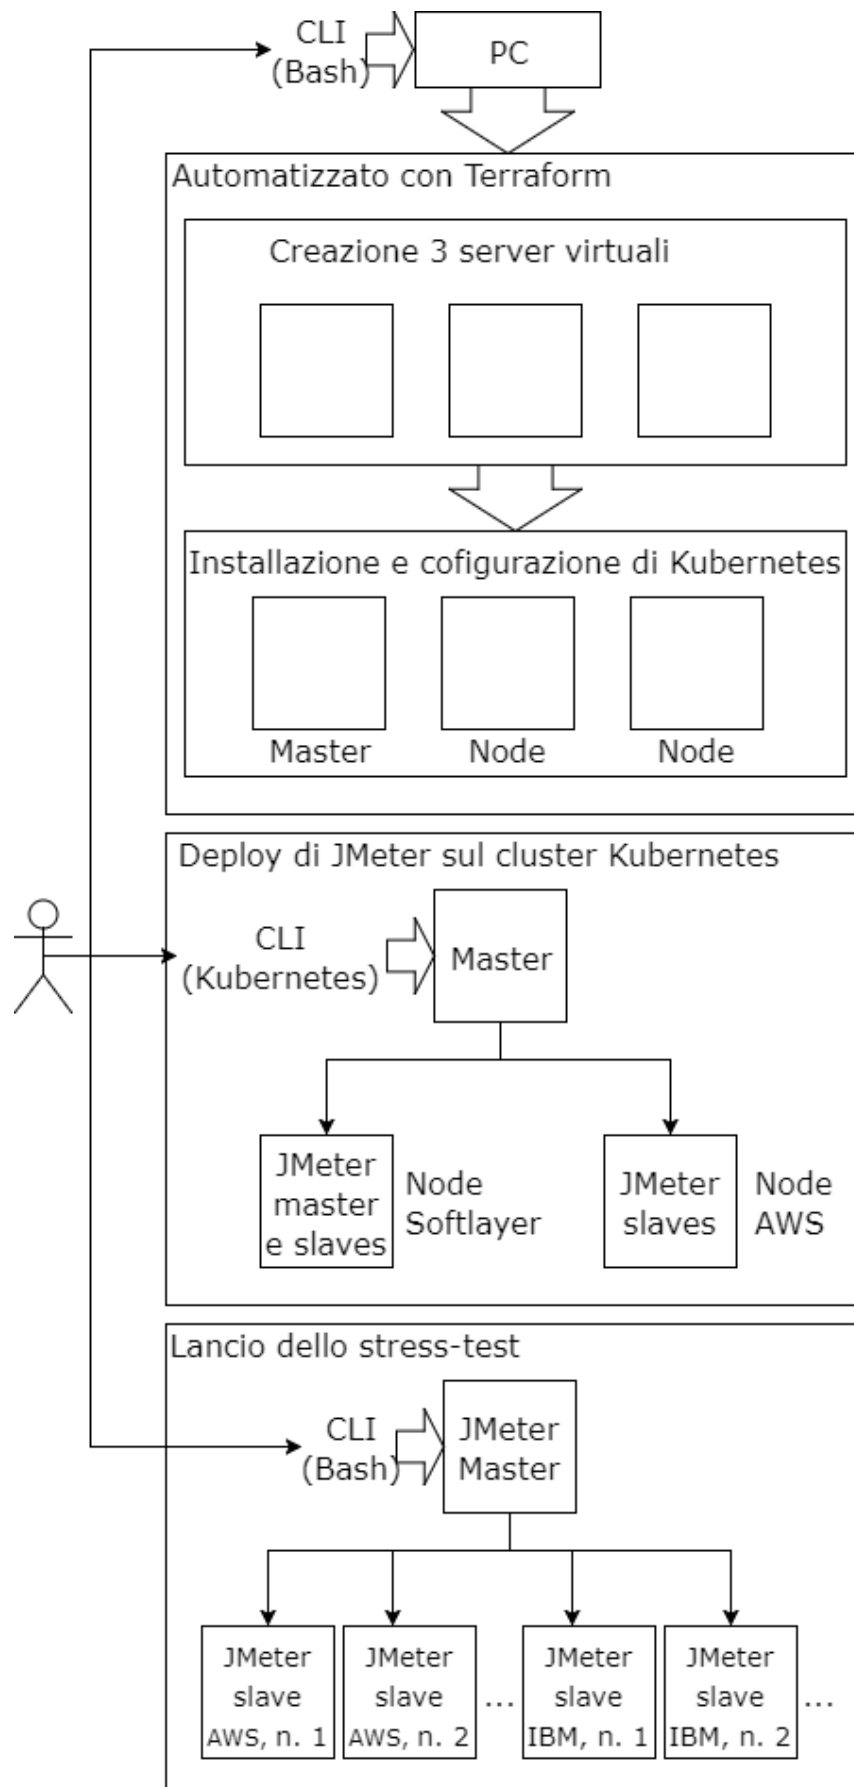 CLI
(Bash)
PC
Automatizzato con Terraform
Creazione 3 server virtuali
Installazione e cofigurazione di Kubernetes
Master
Node
Node
Deploy di JMeter sul cluster Kubernetes
CLI
(Kubernetes)
Master
JMeter
master
e slaves
Node
Softlayer
JMeter
slaves
Node
AWS
Lancio dello stress-test
CLI
(Bash)
JMeter
Master
JMeter
slave
AWS, n. 1
JMeter
slave
AWS, n. 2
...
JMeter
slave
IBM, n. 1
JMeter
slave
IBM, n. 2
...